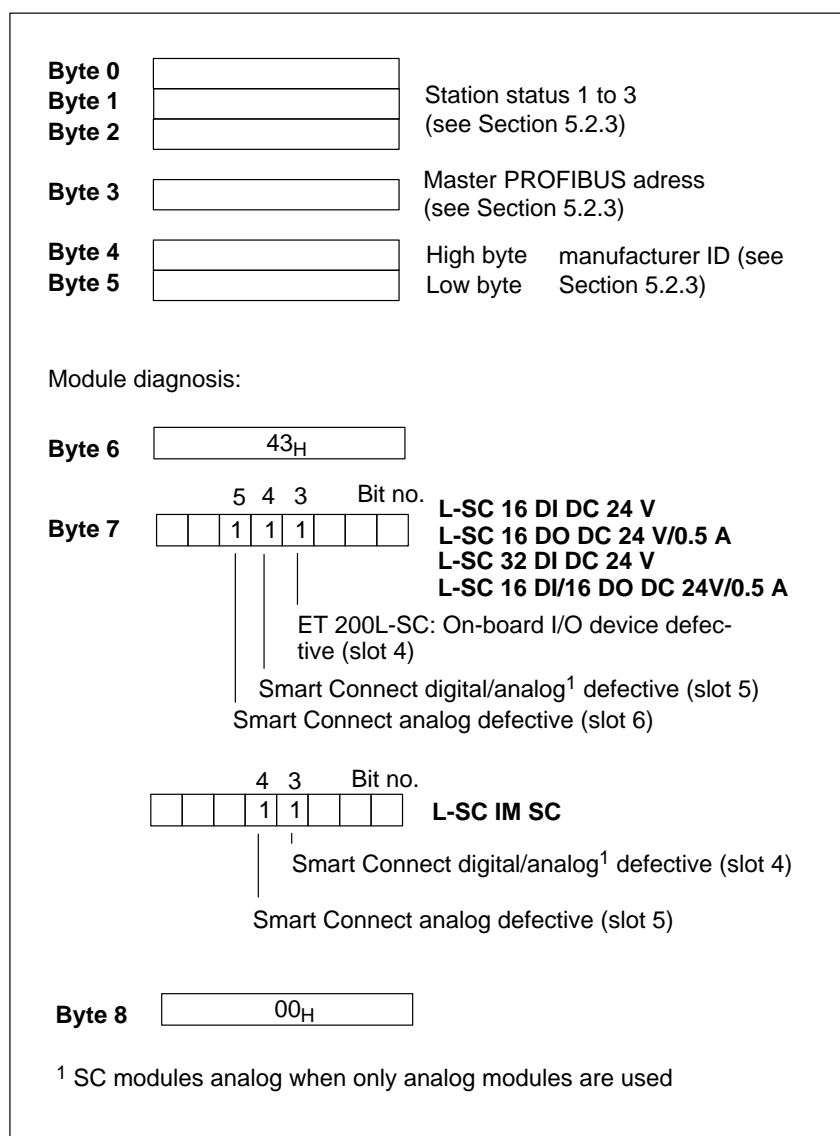 Byte 0
Byte 1
Byte 2
Station status 1 to 3
(see Section 5.2.3)
Byte 3
Master PROFIBUS adress
(see Section 5.2.3)
Byte 4
Byte 5
High byte manufacturer ID (see
Low byte Section 5.2.3)
Module diagnosis:
Byte 6 43H
5 4 3 Bit no.
Byte 7 1 1 1
L-SC 16 DI DC 24 V
L-SC 16 DO DC 24 V/0.5 A
L-SC 32 DI DC 24 V
L-SC 16 DI/16 DO DC 24V/0.5 A
ET 200L-SC: On-board I/O device defec-
tive (slot 4)
Smart Connect digital/analog1 defective (slot 5)
Smart Connect analog defective (slot 6)
4 3 Bit no.
1 1 L-SC IM SC
Smart Connect digital/analog1 defective (slot 4)
Smart Connect analog defective (slot 5)
Byte 8 00H
1 SC modules analog when only analog modules are used